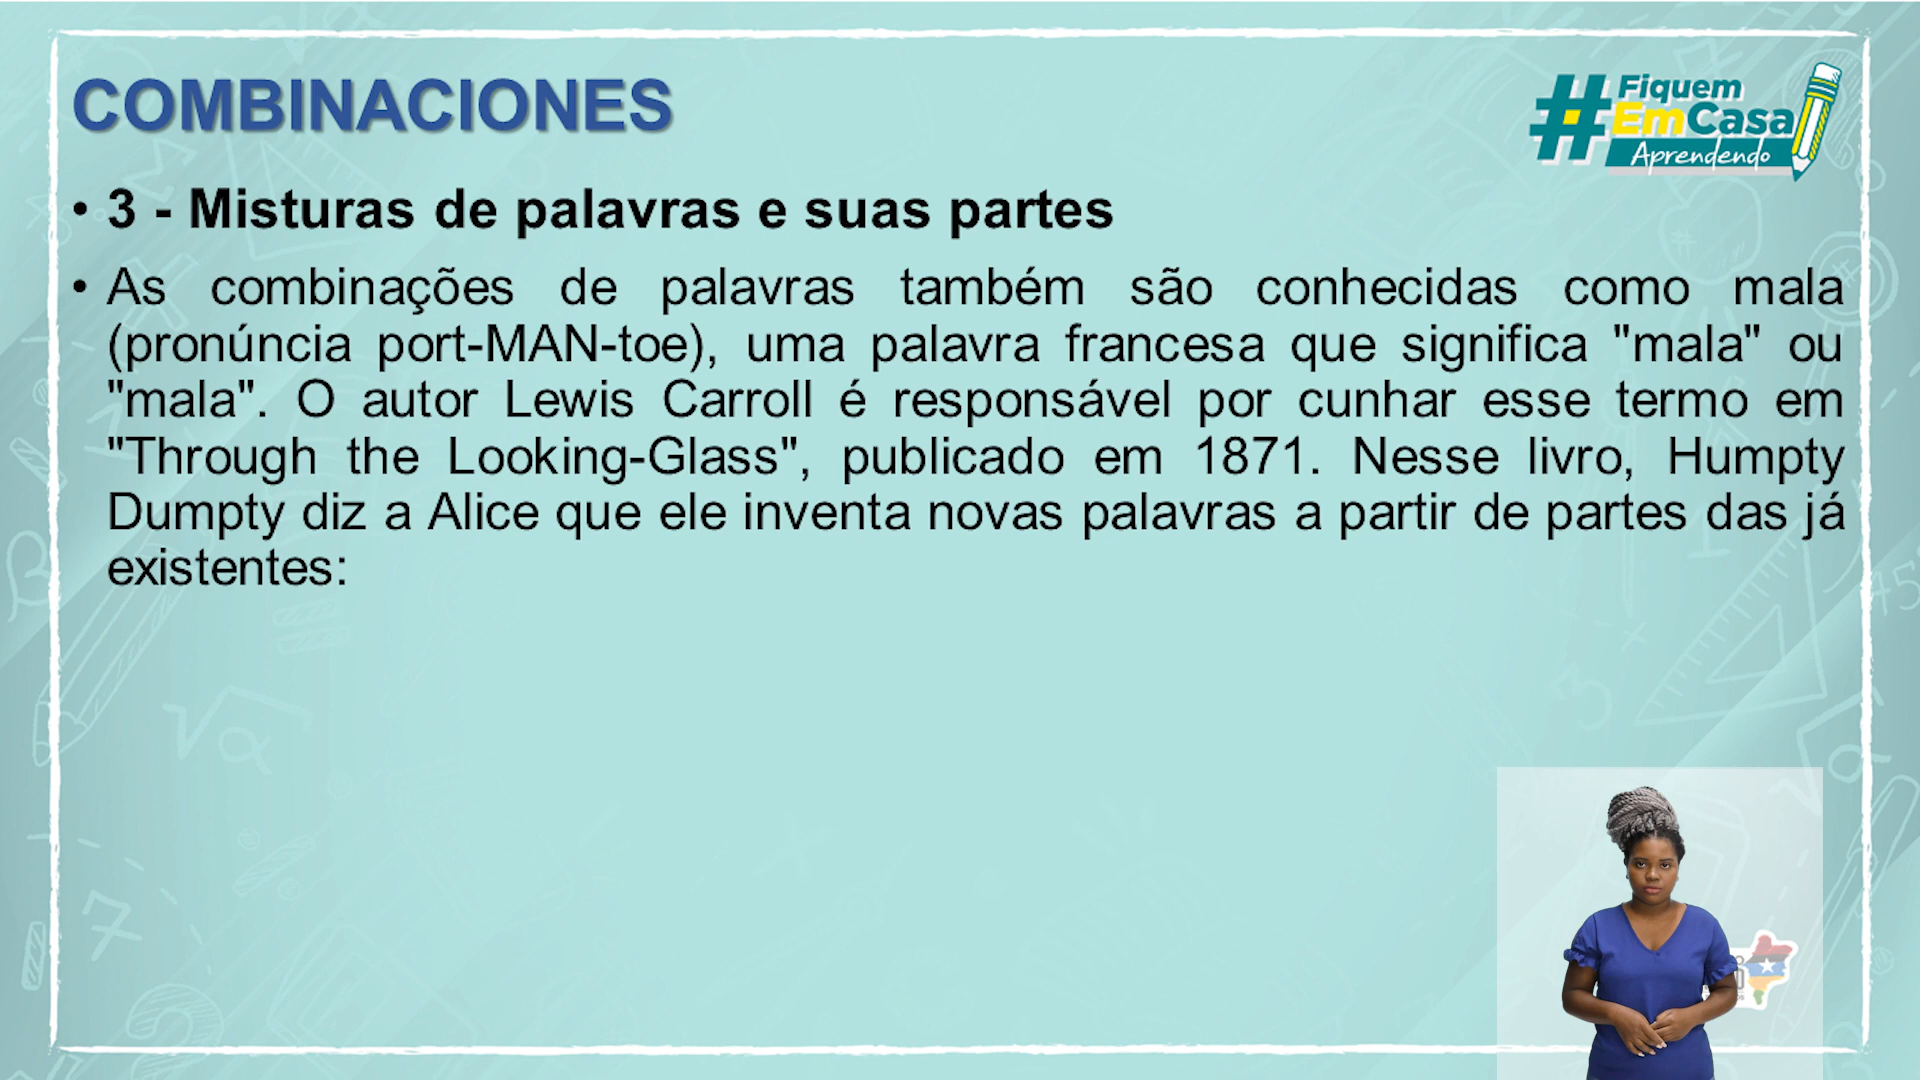 COMBINACIONES
#Fiquem
EmCasa
Aprendendo
• 3 - Misturas de palavras e suas partes
• As combinações de palavras também são conhecidas como mala
(pronúncia port-MAN-toe), uma palavra francesa que significa "mala" ou
"mala". O autor Lewis Carroll é responsável por cunhar esse termo em
"Through the Looking-Glass", publicado em 1871. Nesse livro, Humpty
Dumpty diz a Alice que ele inventa novas palavras a partir de partes das já
existentes: